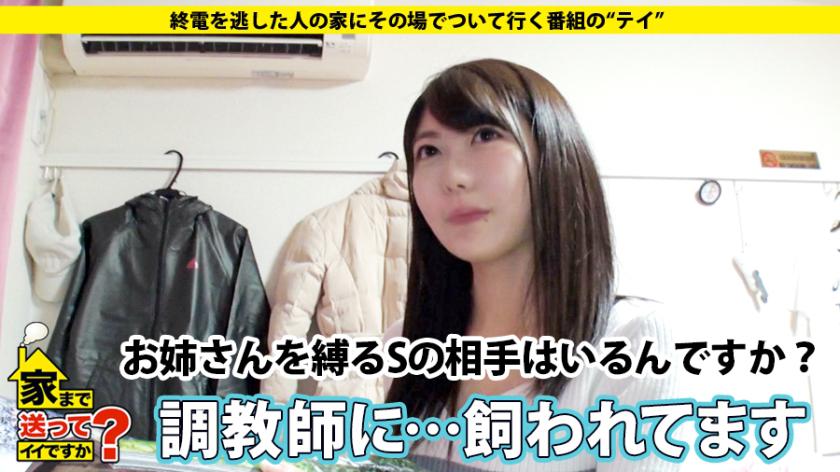 終電を逃した人の家にその場でついて行く番組の“テイ”
お姉さんを縛るSの相手はいるんですか？
調教師に…飼われてます
家まで
送って
イイですか
?